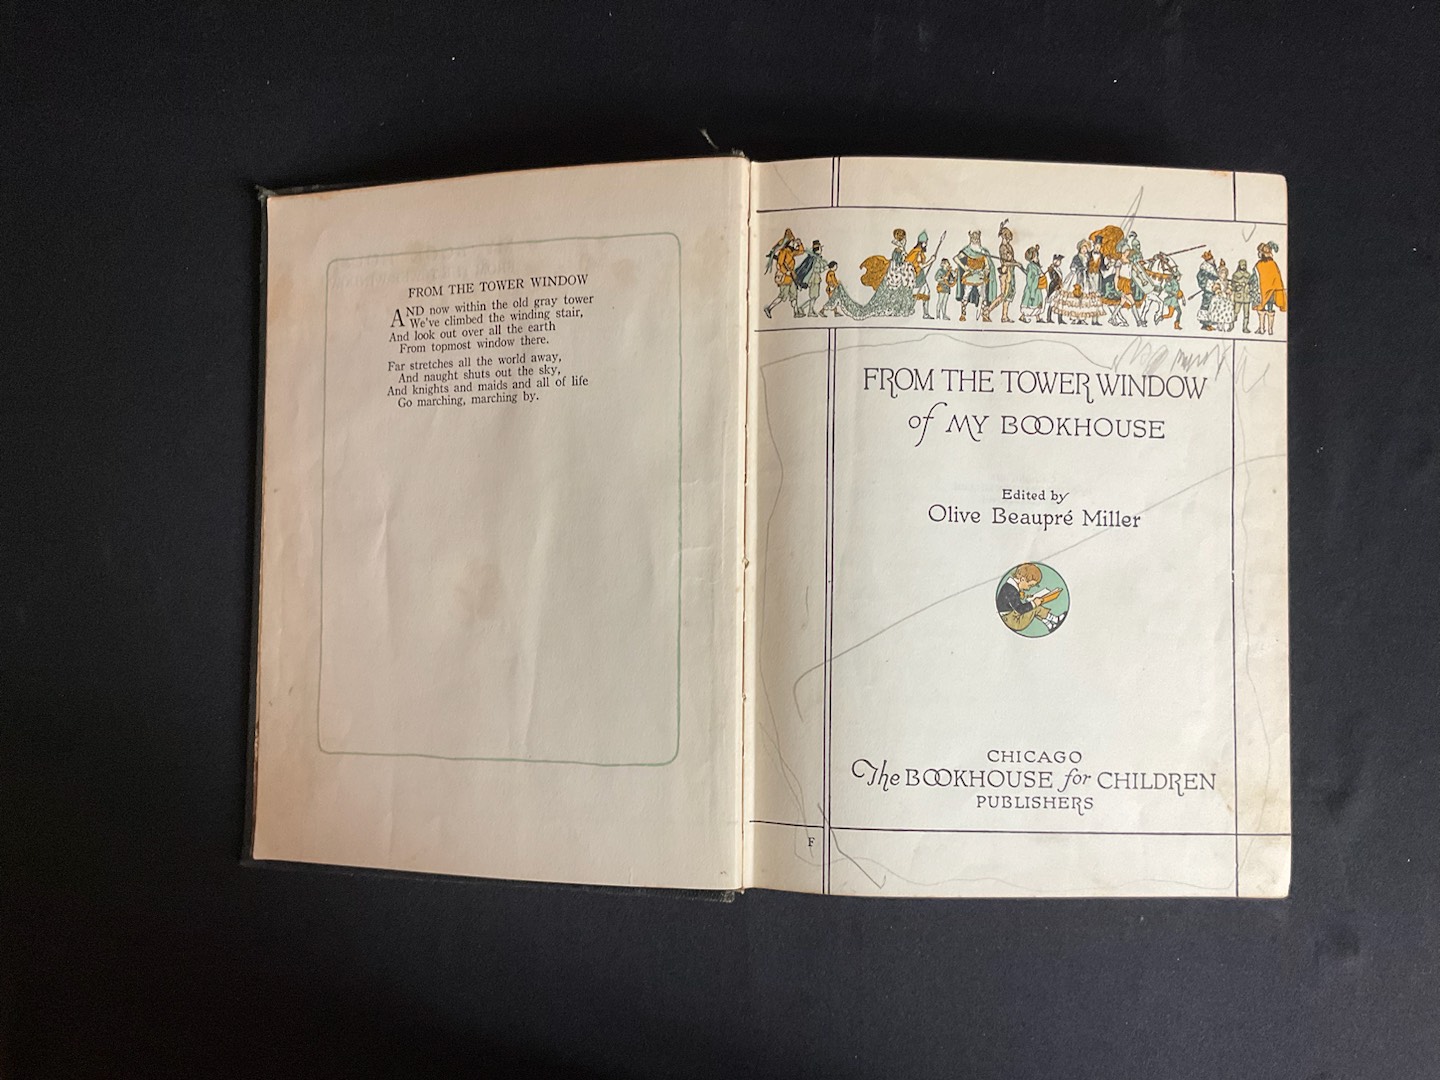 FROM THE TOWER WINDOW
AND now within the old gray tower
We've climbed the winding stair,
And look out over all the earth
From topmost window there.
Far stretches all the world away,
And naught shuts out the sky,
And knights and maids and all of life
Go marching, marching by.
FROM THE TOWER WINDOW
of MY BOOKHOUSE
Edited by
Olive Beaupré Miller
CHICAGO
The BOOKHOUSE for CHILDREN
PUBLISHERS
F